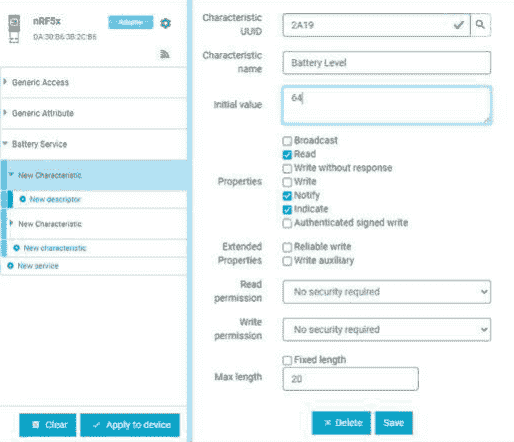 nRF5x
Adapter
0A:30:B6:3B:2C:B6
Generic Access
Generic Attribute
Battery Service
New Characteristic
New descriptor
New Characteristic
New characteristic
New service
Clear
Apply to device
Characteristic UUID
2A19
Characteristic name
Battery Level
Initial value
64
Properties
Broadcast
Read
Write without response
Write
Notify
Indicate
Authenticated signed write
Extended Properties
Reliable write
Write auxiliary
Read permission
No security required
Write permission
No security required
Fixed length
Max length
20
Delete
Save